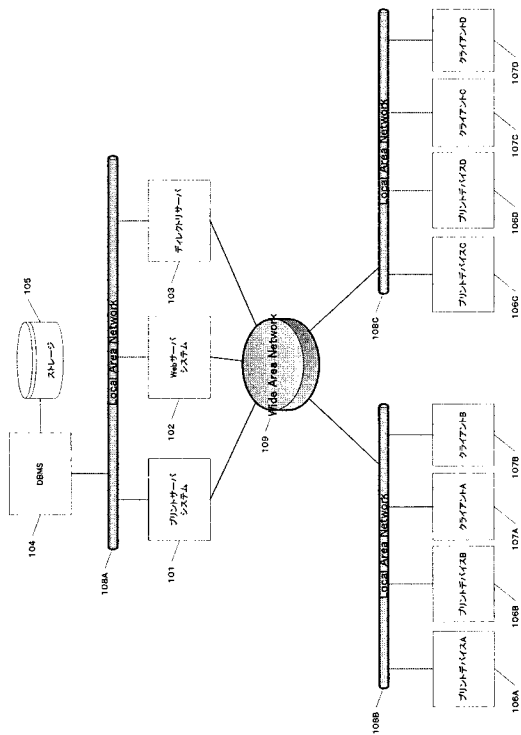 105
ストレージ
DBMS
104
Local Area Network
108A
プリントサーバ
システム
101
Webサーバ
システム
102
ディレクトリサーバ
103
Wide Area Network
109
Local Area Network
108B
プリントデバイスA
106A
プリントデバイスB
106B
クライアントA
107A
クライアントB
107B
Local Area Network
108C
プリントデバイスC
106C
プリントデバイスD
106D
クライアントC
107C
クライアントD
107D